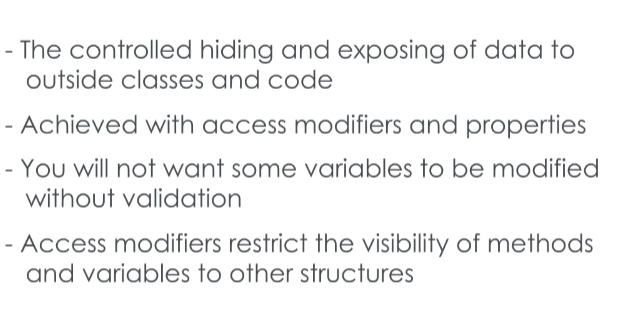 - The controlled hiding and exposing of data to
outside classes and code
- Achieved with access modifiers and properties
- You will not want some variables to be modified
without validation
- Access modifiers restrict the visibility of methods
and variables to other structures